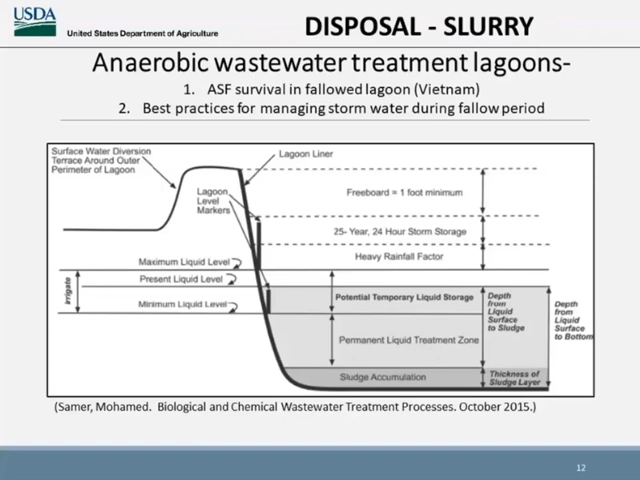 USDA
United States Department of Agriculture
DISPOSAL - SLURRY
Anaerobic wastewater treatment lagoons-
1. ASF survival in fallowed lagoon (Vietnam)
2. Best practices for managing storm water during fallow period
Surface Water Diversion
Terrace Around Outer
Perimeter of Lagoon
Lagoon Liner
Lagoon
Level
Markers
Freeboard = 1 foot minimum
25- Year, 24 Hour Storm Storage
Heavy Rainfall Factor
Maximum Liquid Level
Present Liquid Level
Minimum Liquid Level
Irrigate
Potential Temporary Liquid Storage
Permanent Liquid Treatment Zone
Sludge Accumulation
Depth
from
Liquid
Surface
to Sludge
Thickness of
Sludge Layer
Depth
from
Liquid
Surface
to Bottom
(Samer, Mohamed. Biological and Chemical Wastewater Treatment Processes. October 2015.)
12